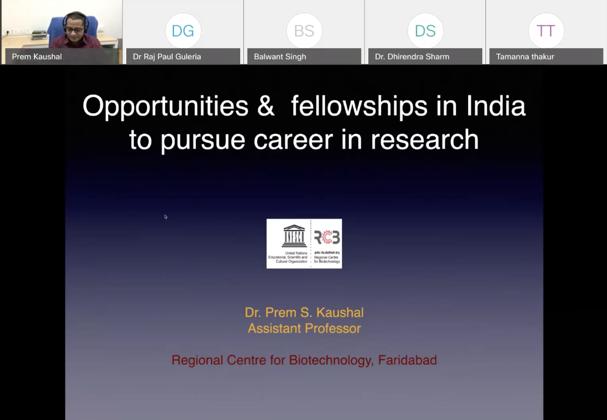 DG
BS
DS
TT
Prem Kaushal
Dr Raj Paul Guleria
Balwant Singh
Dr. Dhirendra Sharm
Tamanna thakur
Opportunities & fellowships in India
to pursue career in research
United Nations
Educational, Scientific and
Cultural Organization
RCB
Regional Centre
for Biotechnology
Dr. Prem S. Kaushal
Assistant Professor
Regional Centre for Biotechnology, Faridabad